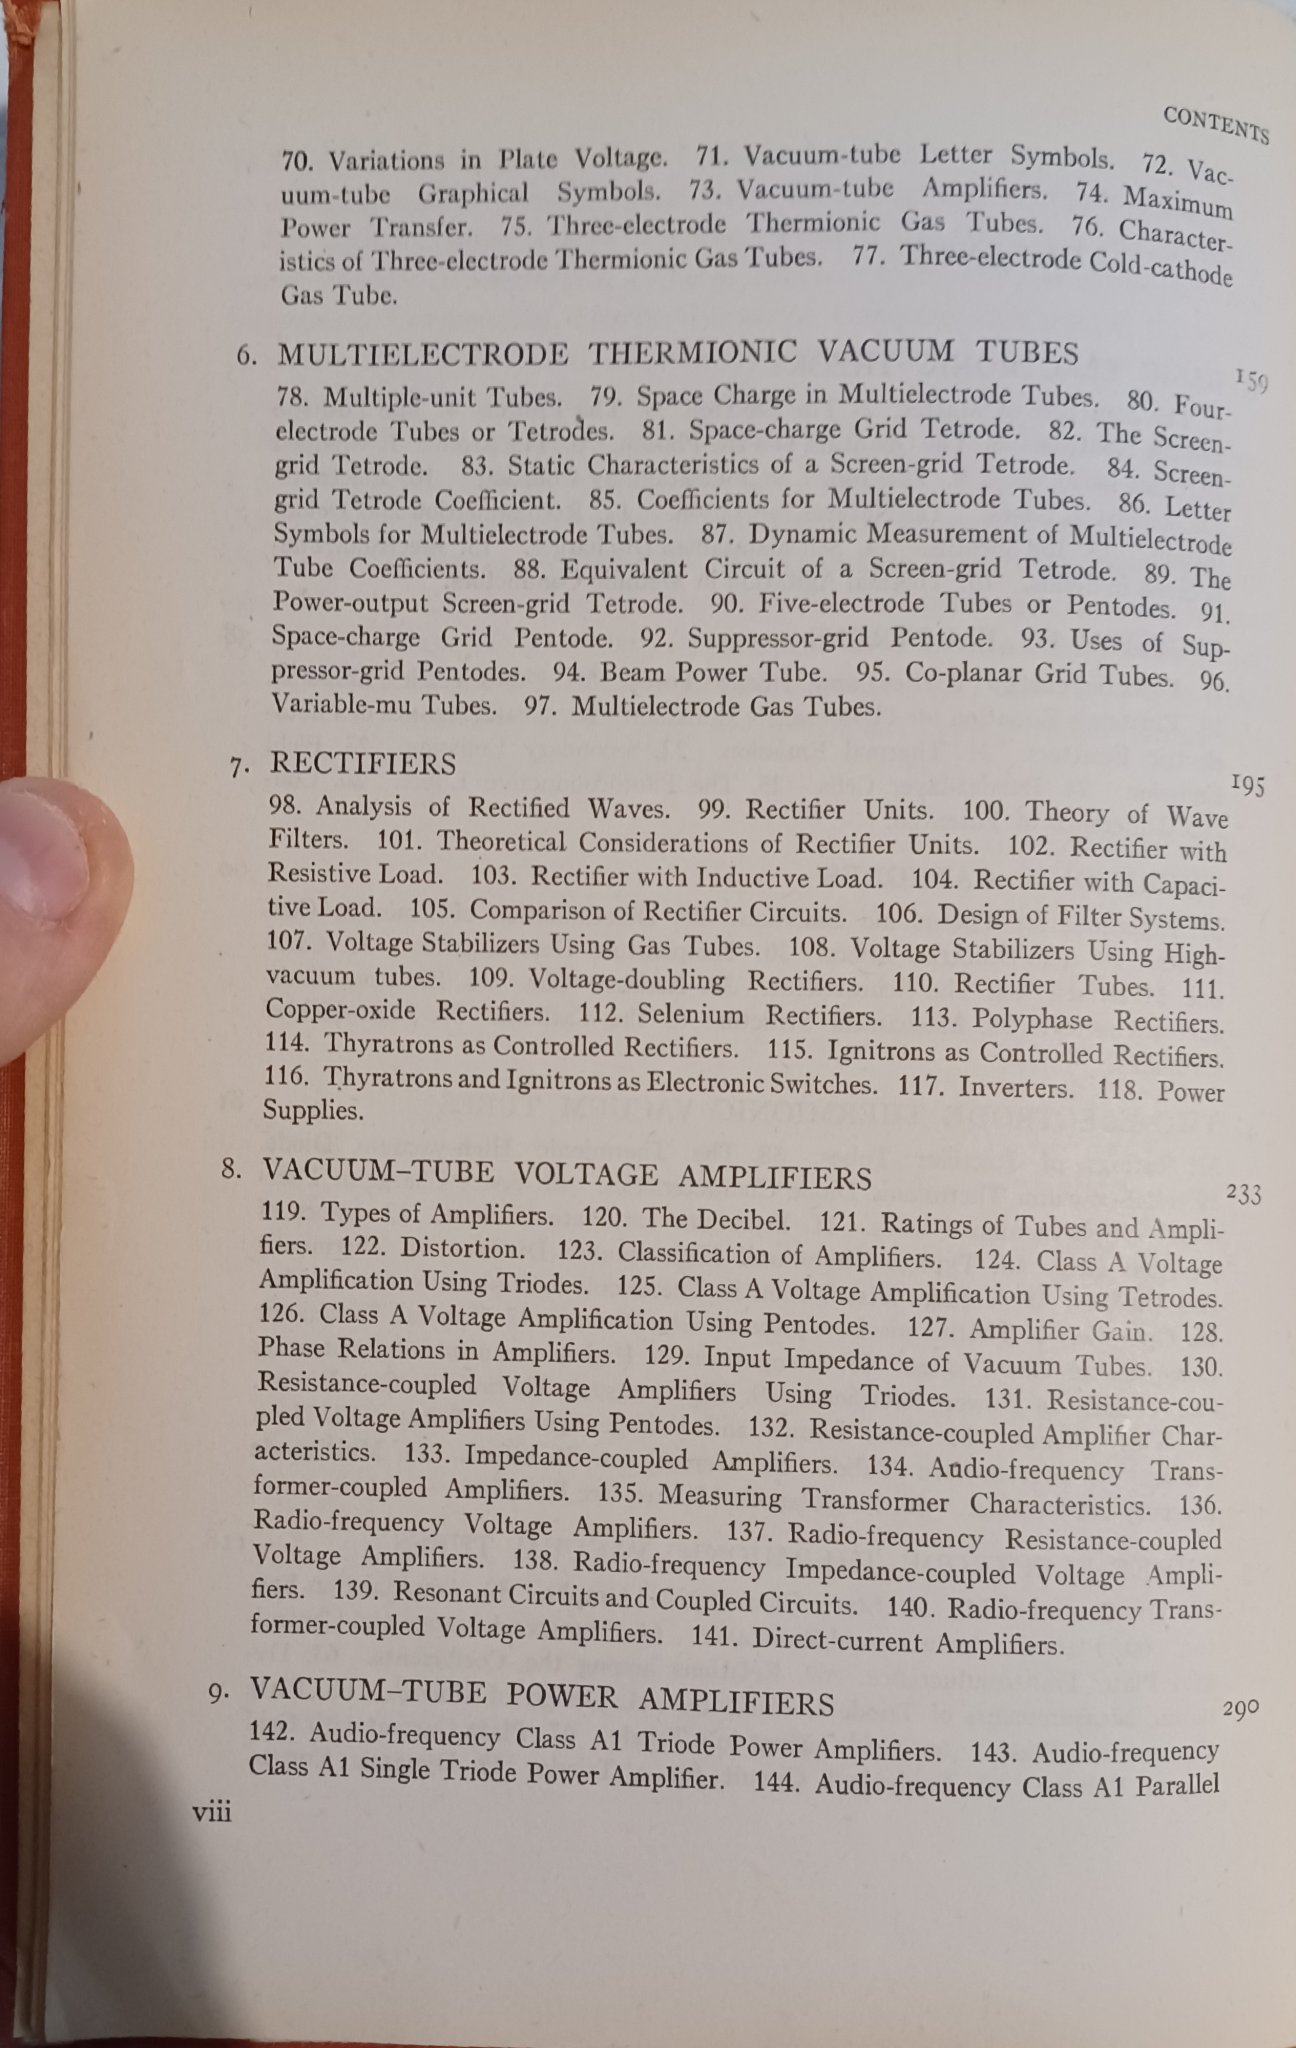 CONTENTS
70. Variations in Plate Voltage. 71. Vacuum-tube Letter Symbols. 72. Vac-
uum-tube Graphical Symbols. 73. Vacuum-tube Amplifiers. 74. Maximum
Power Transfer. 75. Three-electrode Thermionic Gas Tubes. 76. Character-
istics of Three-electrode Thermionic Gas Tubes. 77. Three-electrode Cold-cathode
Gas Tube.
6. MULTIELECTRODE THERMIONIC VACUUM TUBES 159
78. Multiple-unit Tubes. 79. Space Charge in Multielectrode Tubes. 80. Four-
electrode Tubes or Tetrodes. 81. Space-charge Grid Tetrode. 82. The Screen-
grid Tetrode. 83. Static Characteristics of a Screen-grid Tetrode. 84. Screen-
grid Tetrode Coefficient. 85. Coefficients for Multielectrode Tubes. 86. Letter
Symbols for Multielectrode Tubes. 87. Dynamic Measurement of Multielectrode
Tube Coefficients. 88. Equivalent Circuit of a Screen-grid Tetrode. 89. The
Power-output Screen-grid Tetrode. 90. Five-electrode Tubes or Pentodes. 91.
Space-charge Grid Pentode. 92. Suppressor-grid Pentode. 93. Uses of Sup-
pressor-grid Pentodes. 94. Beam Power Tube. 95. Co-planar Grid Tubes. 96.
Variable-mu Tubes. 97. Multielectrode Gas Tubes.
7. RECTIFIERS 195
98. Analysis of Rectified Waves. 99. Rectifier Units. 100. Theory of Wave
Filters. 101. Theoretical Considerations of Rectifier Units. 102. Rectifier with
Resistive Load. 103. Rectifier with Inductive Load. 104. Rectifier with Capaci-
tive Load. 105. Comparison of Rectifier Circuits. 106. Design of Filter Systems.
107. Voltage Stabilizers Using Gas Tubes. 108. Voltage Stabilizers Using High-
vacuum tubes. 109. Voltage-doubling Rectifiers. 110. Rectifier Tubes. 111.
Copper-oxide Rectifiers. 112. Selenium Rectifiers. 113. Polyphase Rectifiers.
114. Thyratrons as Controlled Rectifiers. 115. Ignitrons as Controlled Rectifiers.
116. Thyratrons and Ignitrons as Electronic Switches. 117. Inverters. 118. Power
Supplies.
8. VACUUM–TUBE VOLTAGE AMPLIFIERS 233
119. Types of Amplifiers. 120. The Decibel. 121. Ratings of Tubes and Ampli-
fiers. 122. Distortion. 123. Classification of Amplifiers. 124. Class A Voltage
Amplification Using Triodes. 125. Class A Voltage Amplification Using Tetrodes.
126. Class A Voltage Amplification Using Pentodes. 127. Amplifier Gain. 128.
Phase Relations in Amplifiers. 129. Input Impedance of Vacuum Tubes. 130.
Resistance-coupled Voltage Amplifiers Using Triodes. 131. Resistance-cou-
pled Voltage Amplifiers Using Pentodes. 132. Resistance-coupled Amplifier Char-
acteristics. 133. Impedance-coupled Amplifiers. 134. Audio-frequency Trans-
former-coupled Amplifiers. 135. Measuring Transformer Characteristics. 136.
Radio-frequency Voltage Amplifiers. 137. Radio-frequency Resistance-coupled
Voltage Amplifiers. 138. Radio-frequency Impedance-coupled Voltage Ampli-
fiers. 139. Resonant Circuits and Coupled Circuits. 140. Radio-frequency Trans-
former-coupled Voltage Amplifiers. 141. Direct-current Amplifiers.
9. VACUUM–TUBE POWER AMPLIFIERS 290
142. Audio-frequency Class A1 Triode Power Amplifiers. 143. Audio-frequency
Class A1 Single Triode Power Amplifier. 144. Audio-frequency Class A1 Parallel
viii